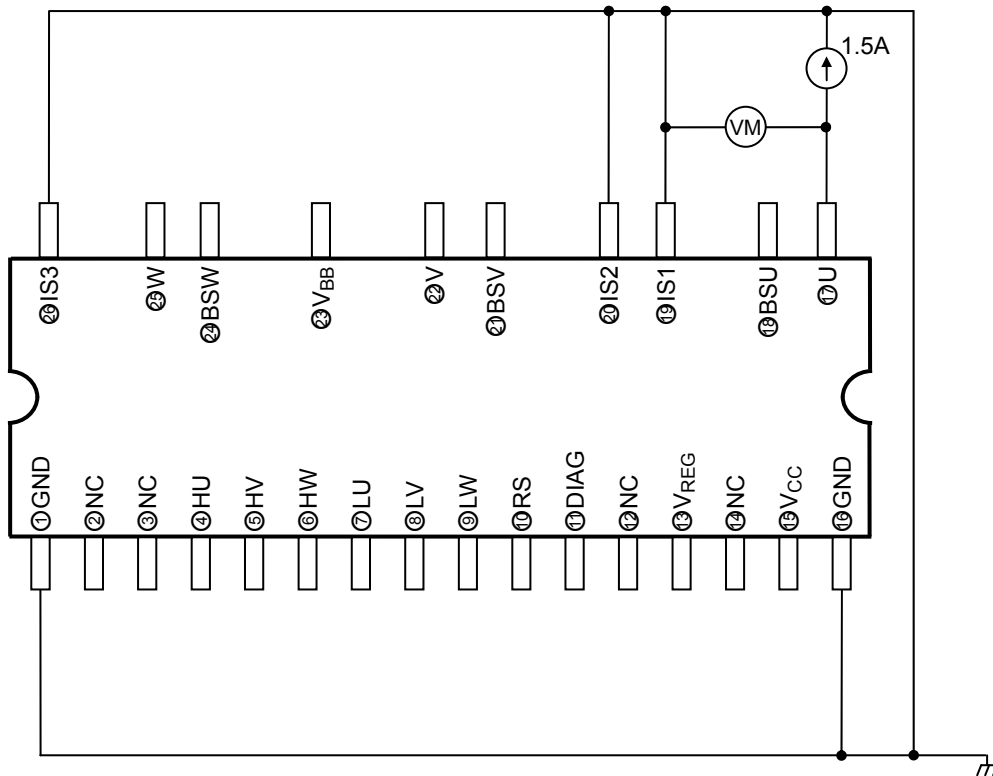 1.5A
VM
㉖IS3
㉕W
㉔BSW
㉓VBB
㉒V
㉑BSV
⑳IS2
⑲IS1
⑱BSU
⑰U
①GND
②NC
③NC
④HU
⑤HV
⑥HW
⑦LU
⑧LV
⑨LW
⑩RS
⑪DIAG
⑫NC
⑬VREG
⑭NC
⑮VCC
⑯GND